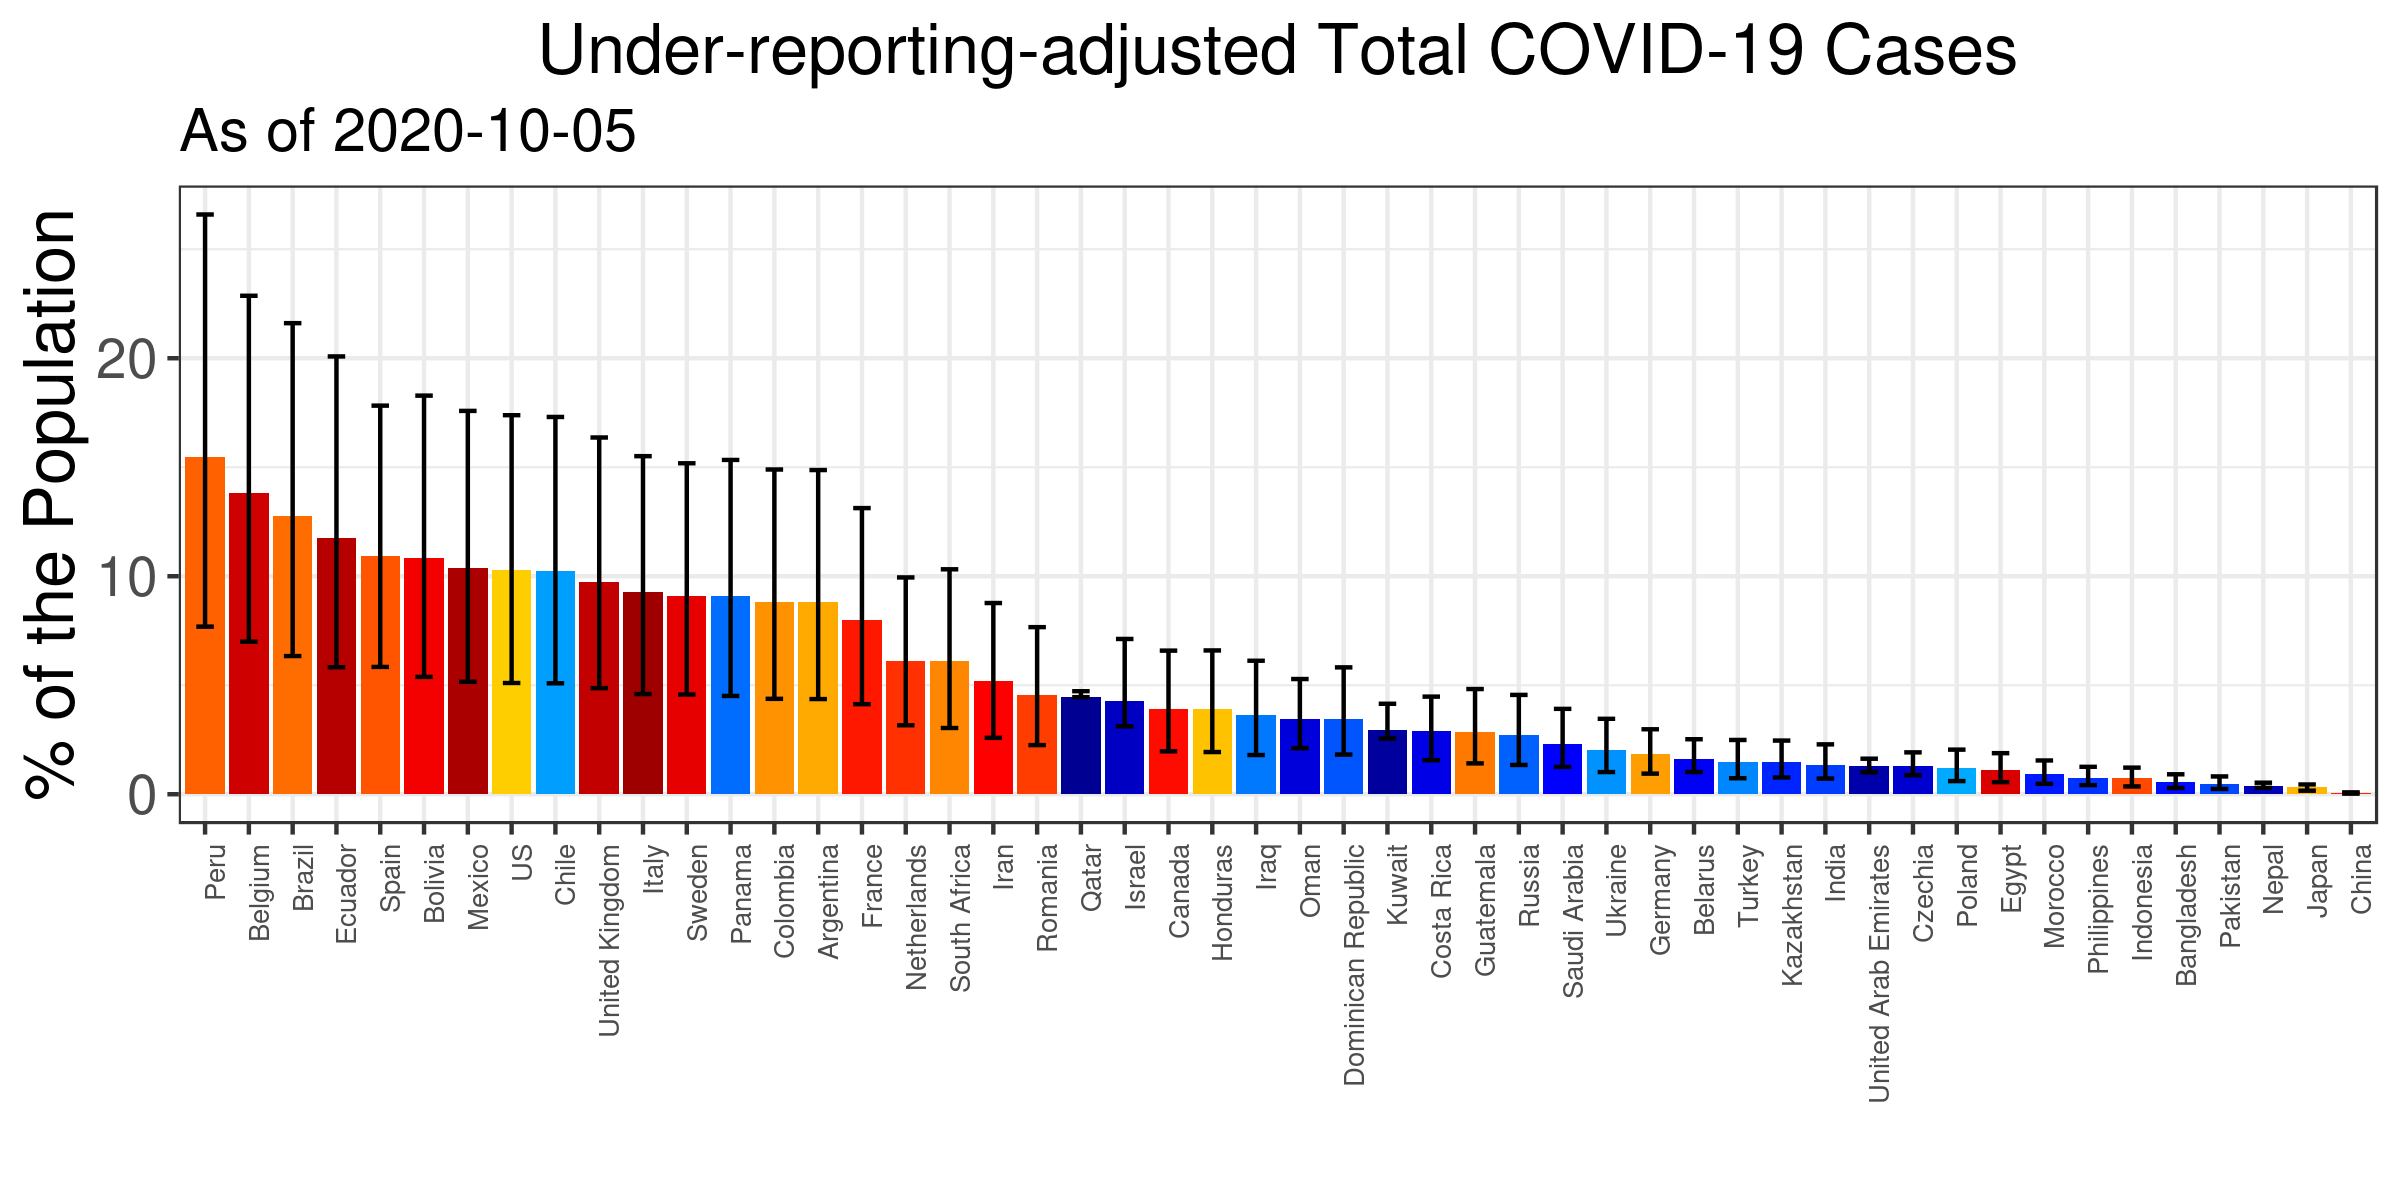 Under-reporting-adjusted Total COVID-19 Cases
As of 2020-10-05
% of the Population
20
10
0
Peru
Belgium
Brazil
Ecuador
Spain
Bolivia
Mexico
US
Chile
United Kingdom
Italy
Sweden
Panama
Colombia
Argentina
France
Netherlands
South Africa
Iran
Romania
Qatar
Israel
Canada
Honduras
Iraq
Oman
Dominican Republic
Kuwait
Costa Rica
Guatemala
Russia
Saudi Arabia
Ukraine
Germany
Belarus
Turkey
Kazakhstan
India
United Arab Emirates
Czechia
Poland
Egypt
Morocco
Philippines
Indonesia
Bangladesh
Pakistan
Nepal
Japan
China